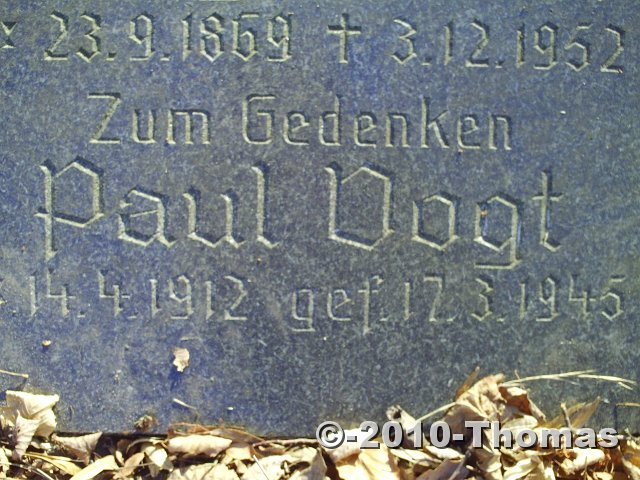 * 23.9.1869 † 3.12.1952
Zum Gedenken
Paul Vogt
* 14.4.1912 gef. 17.3.1945
©-2010-Thomas